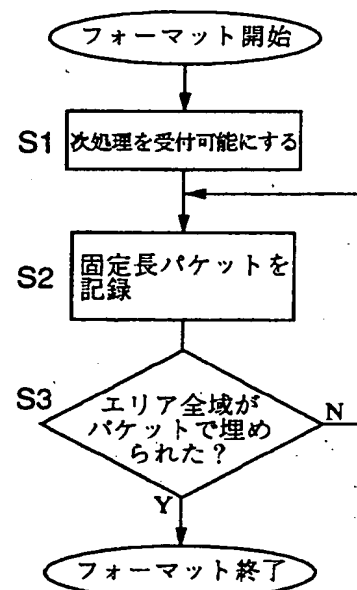 フォーマット開始
S1
次処理を受付可能にする
S2
固定長パケットを
記録
S3
エリア全域が
パケットで埋め
られた？
N
Y
フォーマット終了